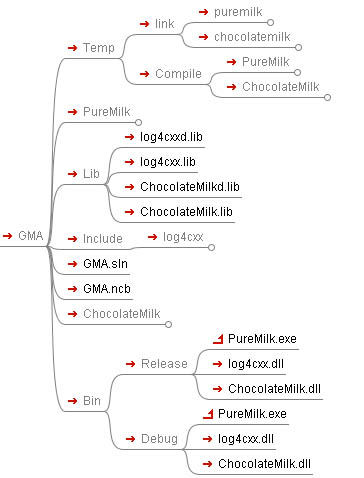 puremilk
link
chocolatemilk
Temp
PureMilk
Compile
ChocolateMilk
PureMilk
log4cxxd.lib
log4cxx.lib
Lib
ChocolateMilkd.lib
ChocolateMilk.lib
GMA
Include
log4cxx
GMA.sln
GMA.ncb
ChocolateMilk
PureMilk.exe
Release
log4cxx.dll
ChocolateMilk.dll
Bin
PureMilk.exe
Debug
log4cxx.dll
ChocolateMilk.dll